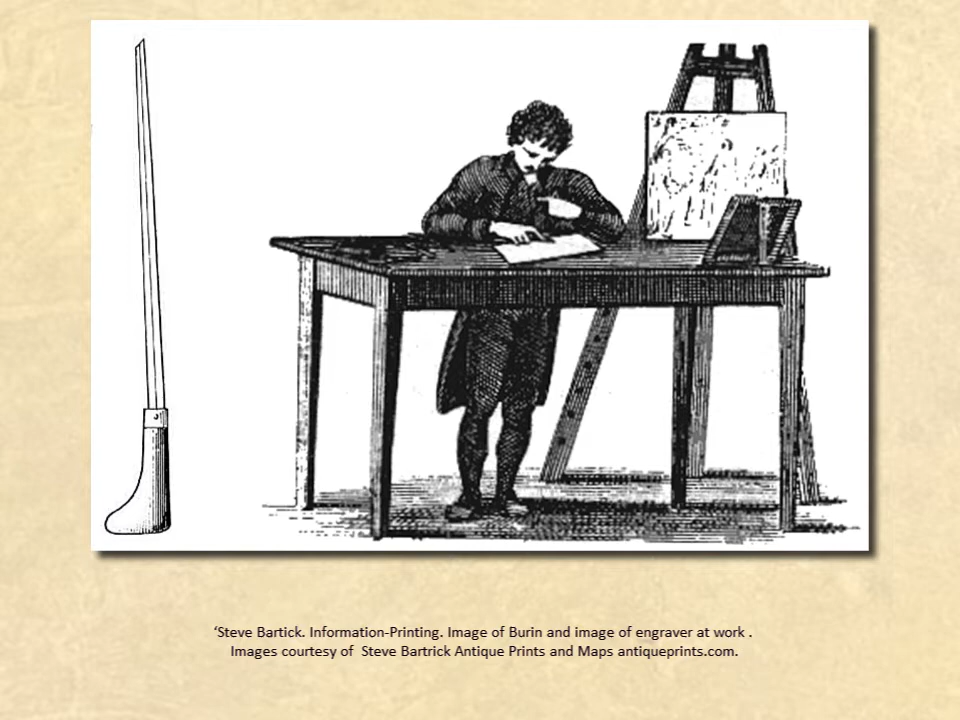 ‘Steve Bartick. Information-Printing. Image of Burin and image of engraver at work .
Images courtesy of  Steve Bartrick Antique Prints and Maps antiqueprints.com.